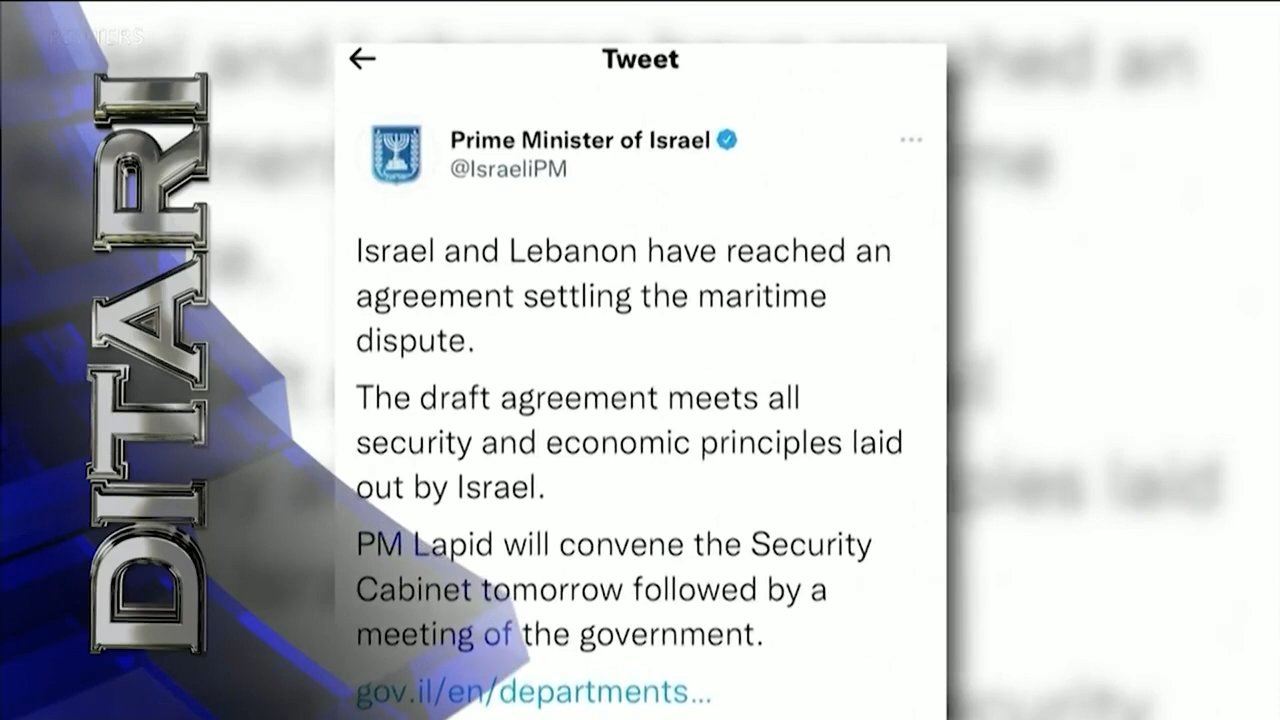 REUTERS
DITARI
Tweet
Prime Minister of Israel
@IsraeliPM
Israel and Lebanon have reached an
agreement settling the maritime
dispute.
The draft agreement meets all
security and economic principles laid
out by Israel.
PM Lapid will convene the Security
Cabinet tomorrow followed by a
meeting of the government.
gov.il/en/departments...